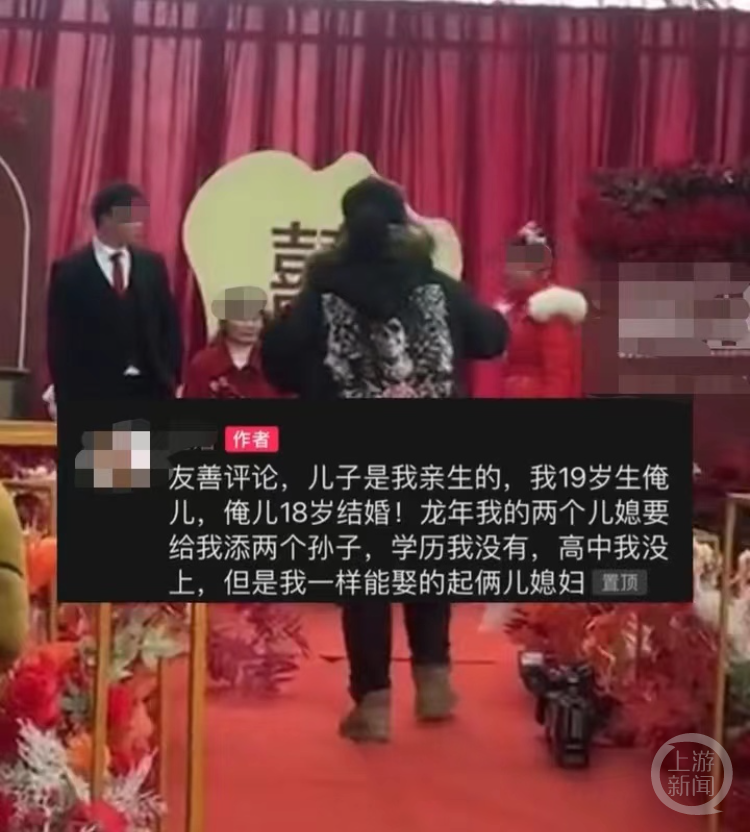 囍
作者
友善评论，儿子是我亲生的，我19岁生俺
儿，俺儿18岁结婚！龙年我的两个儿媳要
给我添两个孙子，学历我没有，高中我没
上，但是我一样能娶的起俩儿媳妇 置顶
上游
新闻